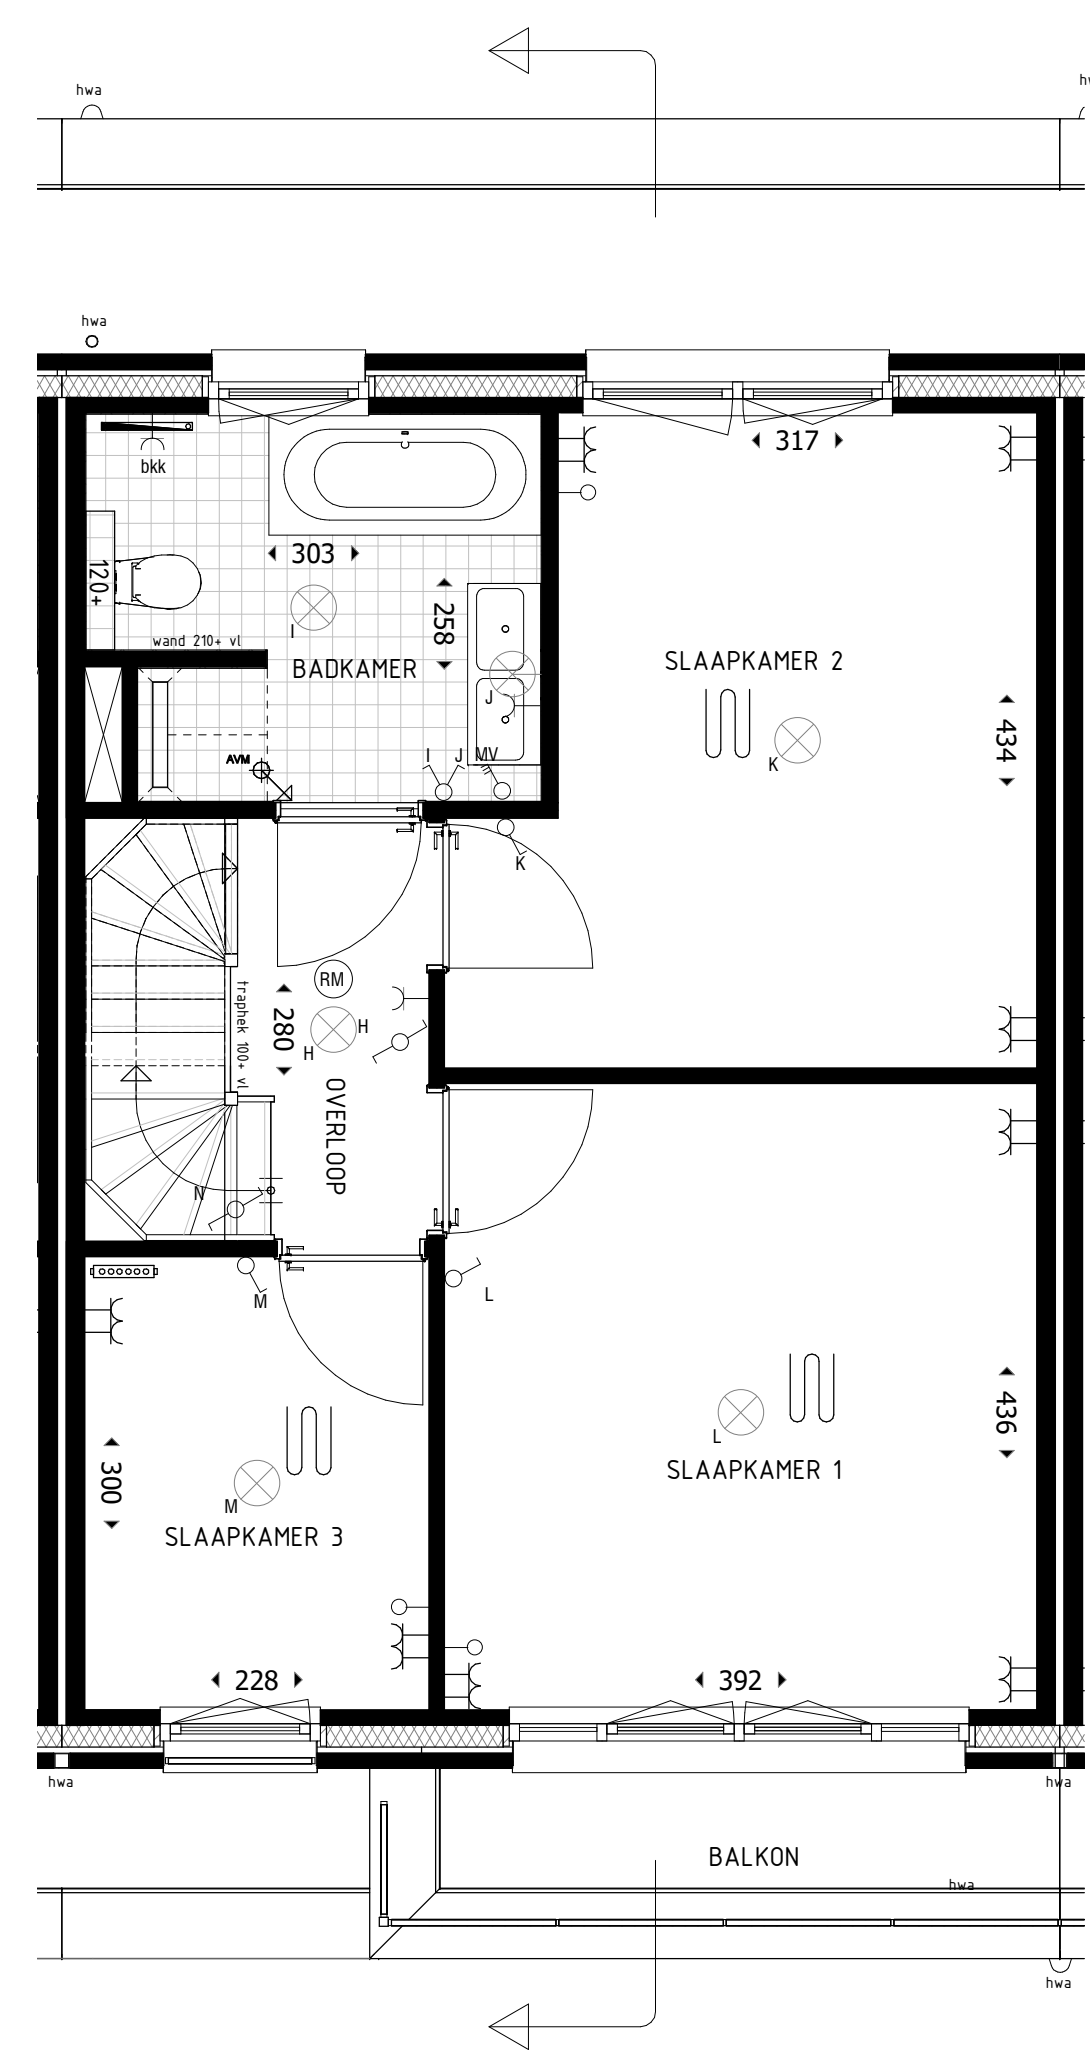 hwa
hwa
317
bkk
303
120+
258
I
wand 210+ vl
BADKAMER
SLAAPKAMER 2
J
434
K
AVM
I J MV
K
RM
traphek 100+ vl
280
H
H
OVERLOOP
N
M
L
436
L
SLAAPKAMER 1
300
M
SLAAPKAMER 3
228
392
hwa
hwa
BALKON
hwa
hwa